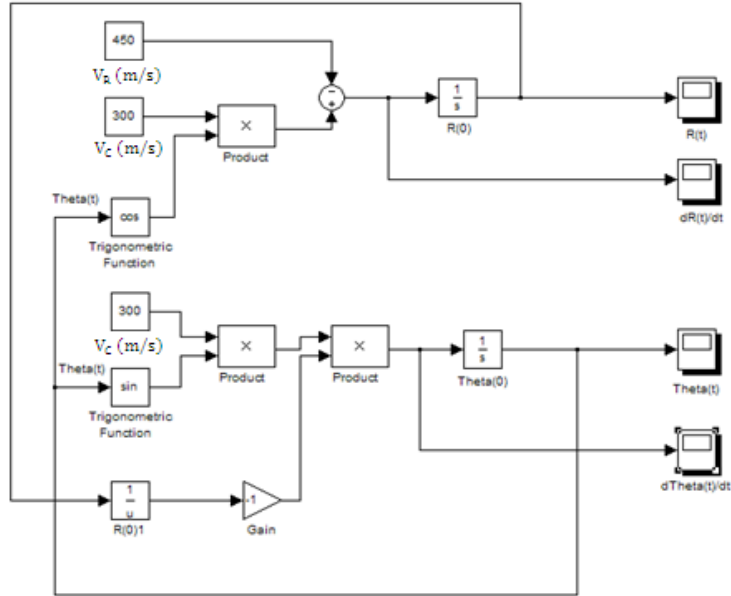 450
V_R (m/s)
-
+
1
s
R(0)
R(t)
300
V_C (m/s)
×
Product
dR(t)/dt
Theta(t)
cos
Trigonometric
Function
300
V_C (m/s)
×
Product
×
Product
1
s
Theta(0)
Theta(t)
Theta(t)
sin
Trigonometric
Function
dTheta(t)/dt
1
u
R(0)1
-1
Gain